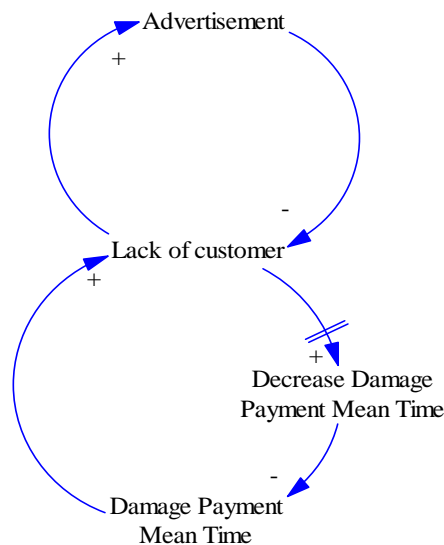 Advertisement
+
-
Lack of customer
+
+
Decrease Damage
Payment Mean Time
-
Damage Payment
Mean Time